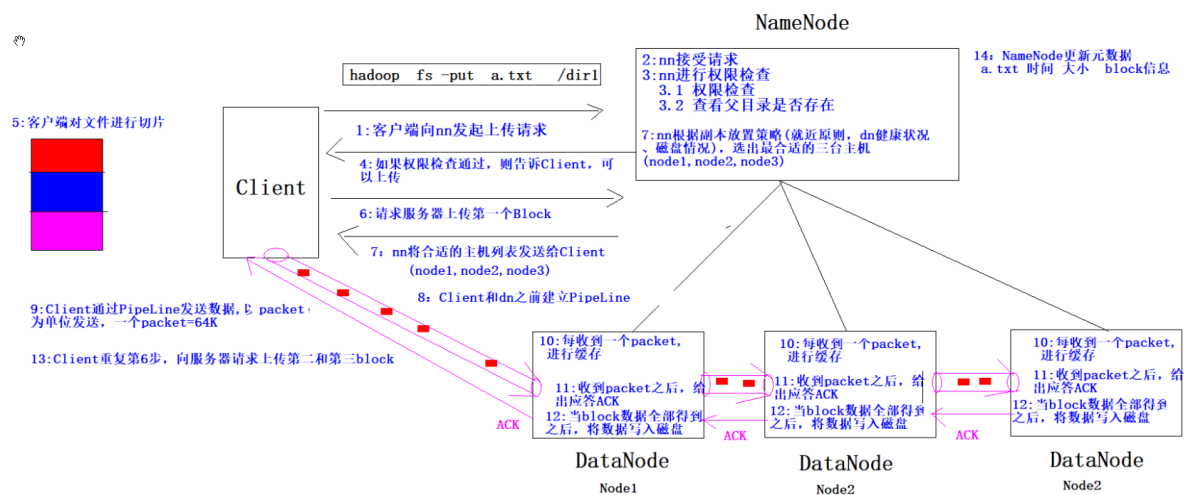 NameNode
hadoop fs -put a.txt /dir1
2:nn接受请求
3:nn进行权限检查
3.1 权限检查
3.2 查看父目录是否存在
7:nn根据副本放置策略(就近原则，dn健康状况
、磁盘情况)，选出最合适的三台主机
(node1,node2,node3)
14：NameNode更新元数据
a.txt 时间 大小 block信息
5:客户端对文件进行切片
Client
1:客户端向nn发起上传请求
4:如果权限检查通过，则告诉Client，可
以上传
6:请求服务器上传第一个Block
7：nn将合适的主机列表发送给Client
(node1,node2,node3)
8：Client和dn之前建立PipeLine
9:Client通过PipeLine发送数据,以 packet
为单位发送，一个packet=64K
13:Client重复第6步，向服务器请求上传第二和第三block
10:每收到一个packet，
进行缓存
11:收到packet之后，给
出应答ACK
12:当block数据全部得到
之后，将数据写入磁盘
ACK
DataNode
Node1
10:每收到一个packet，
进行缓存
11:收到packet之后，给
出应答ACK
12:当block数据全部得到
之后，将数据写入磁盘
ACK
DataNode
Node2
10:每收到一个packet，
进行缓存
11:收到packet之后，给
出应答ACK
12:当block数据全部得到
之后，将数据写入磁盘
ACK
DataNode
Node2